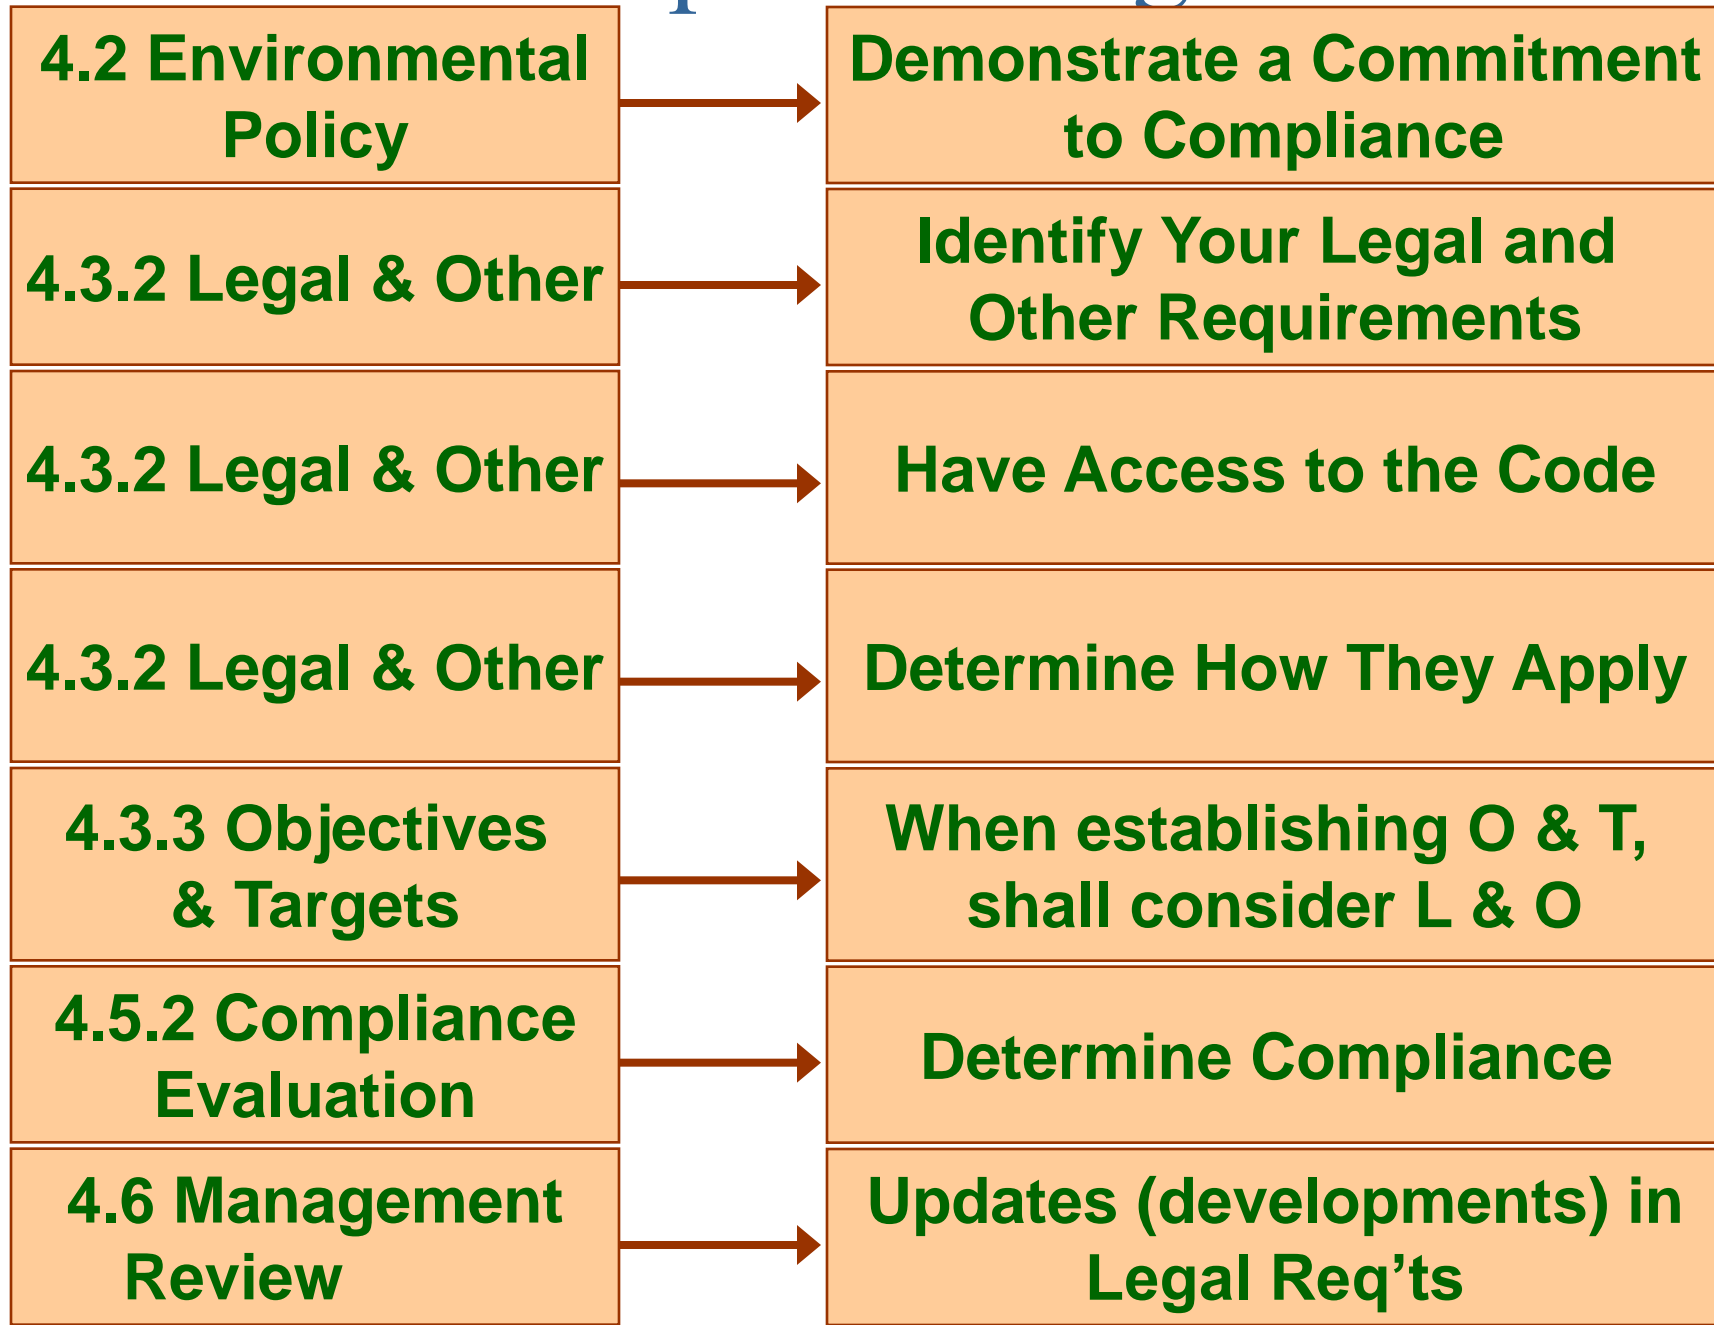 4.2 Environmental
Policy
Demonstrate a Commitment
to Compliance
4.3.2 Legal & Other
Identify Your Legal and
Other Requirements
4.3.2 Legal & Other
Have Access to the Code
4.3.2 Legal & Other
Determine How They Apply
4.3.3 Objectives
& Targets
When establishing O & T,
shall consider L & O
4.5.2 Compliance
Evaluation
Determine Compliance
4.6 Management
Review
Updates (developments) in
Legal Req’ts